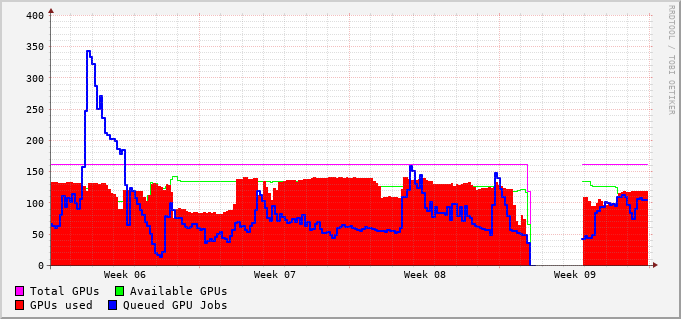 RRDTOOL / TOBI OETIKER
400
350
300
250
200
150
100
50
0
Week 06 Week 07 Week 08 Week 09
Total GPUs Available GPUs
GPUs used Queued GPU Jobs